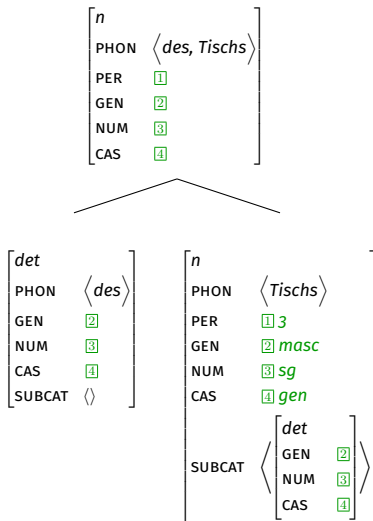 n
PHON ⟨des, Tischs⟩
PER 1
GEN 2
NUM 3
CAS 4
det
PHON ⟨des⟩
GEN 2
NUM 3
CAS 4
SUBCAT ⟨⟩
n
PHON ⟨Tischs⟩
PER 1 3
GEN 2 masc
NUM 3 sg
CAS 4 gen
SUBCAT ⟨
det
GEN 2
NUM 3
CAS 4
⟩